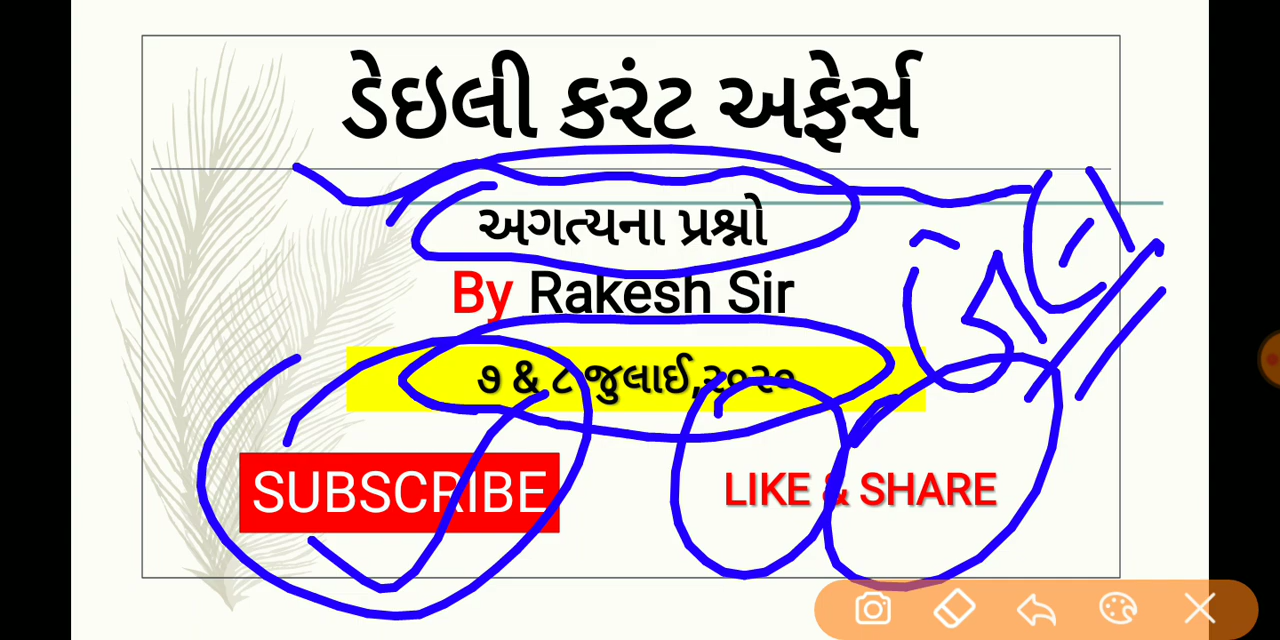 ડેઇલી કરંટ અફેર્સ
અગત્યના પ્રશ્નો
By Rakesh Sir
૭ & ૮ જુલાઈ,૨૦૨૦
SUBSCRIBE
LIKE & SHARE